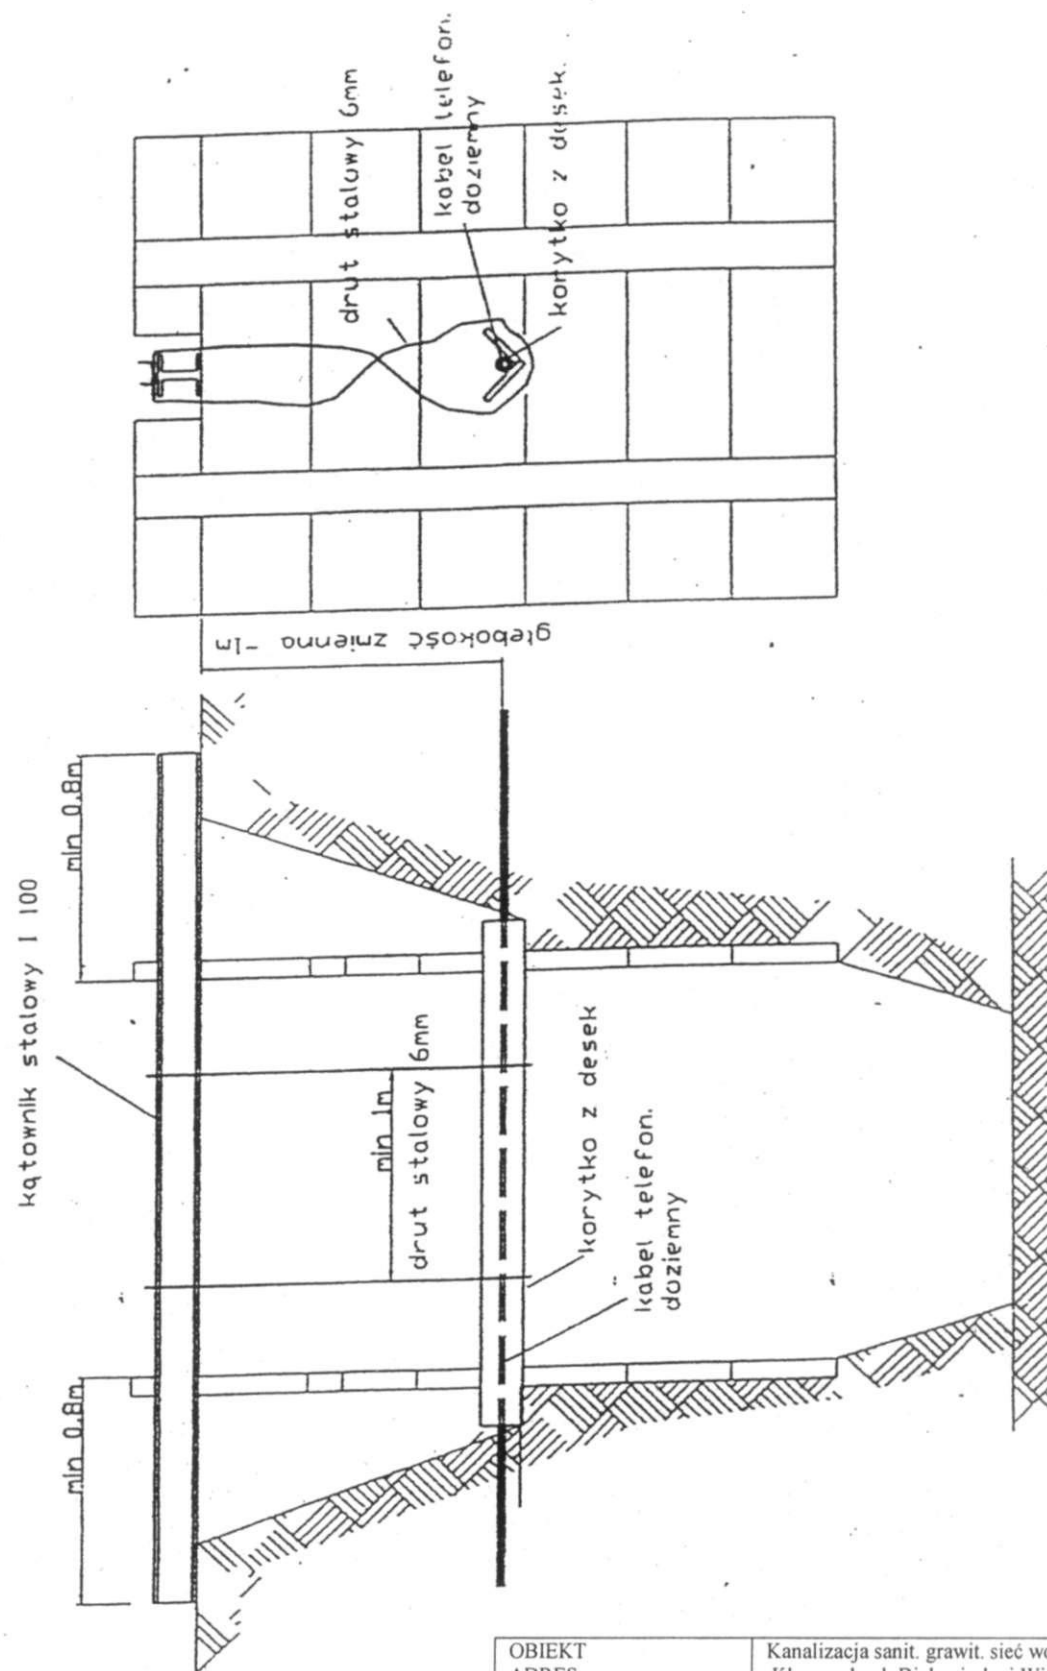 kątownik stalowy I 100
min 0.8m
min 0.8m
głębokość zmienna ~1m
min 1m
drut stalowy 6mm
korytko z desek
kabel telefon.
doziemny
drut stalowy 6mm
kabel telefon.
doziemny
korytko z desek.
OBIEKT
Kanalizacja sanit. grawit. sieć
ADRES